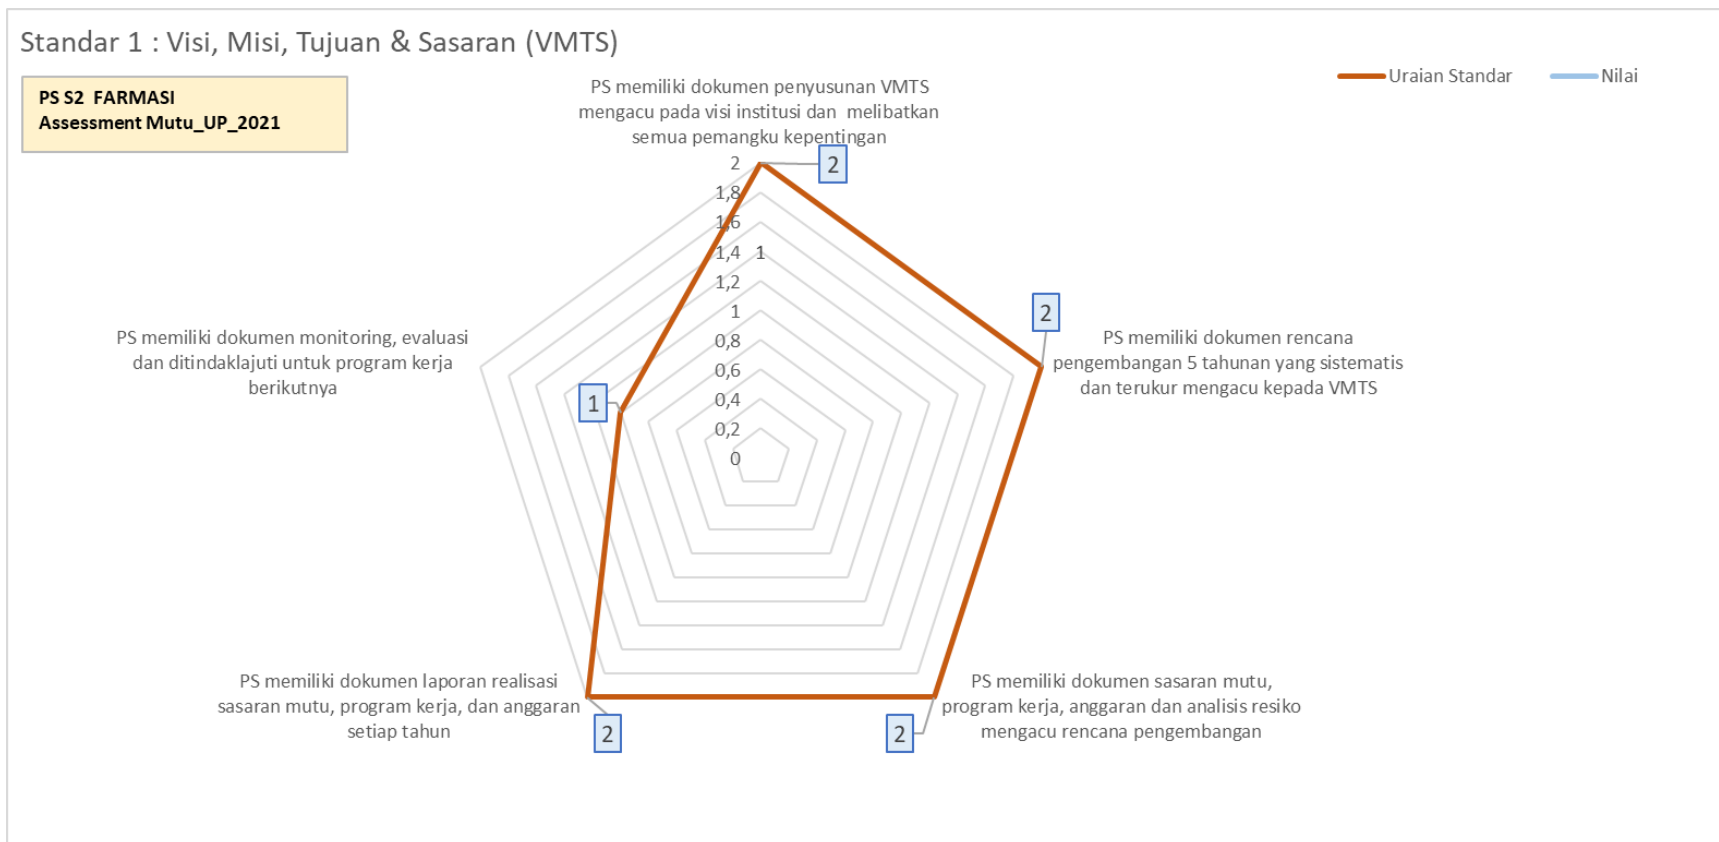 Standar 1 : Visi, Misi, Tujuan & Sasaran (VMTS)
PS S2  FARMASI
Assessment Mutu_UP_2021
Uraian Standar
Nilai
PS memiliki dokumen penyusunan VMTS
mengacu pada visi institusi dan  melibatkan
semua pemangku kepentingan
2
2
1,8
1,6
1,4
1
1,2
1
0,8
0,6
0,4
0,2
0
2
PS memiliki dokumen rencana
pengembangan 5 tahunan yang sistematis
dan terukur mengacu kepada VMTS
PS memiliki dokumen monitoring, evaluasi
dan ditindaklajuti untuk program kerja
berikutnya
1
PS memiliki dokumen laporan realisasi
sasaran mutu, program kerja, dan anggaran
setiap tahun
2
2
PS memiliki dokumen sasaran mutu,
program kerja, anggaran dan analisis resiko
mengacu rencana pengembangan